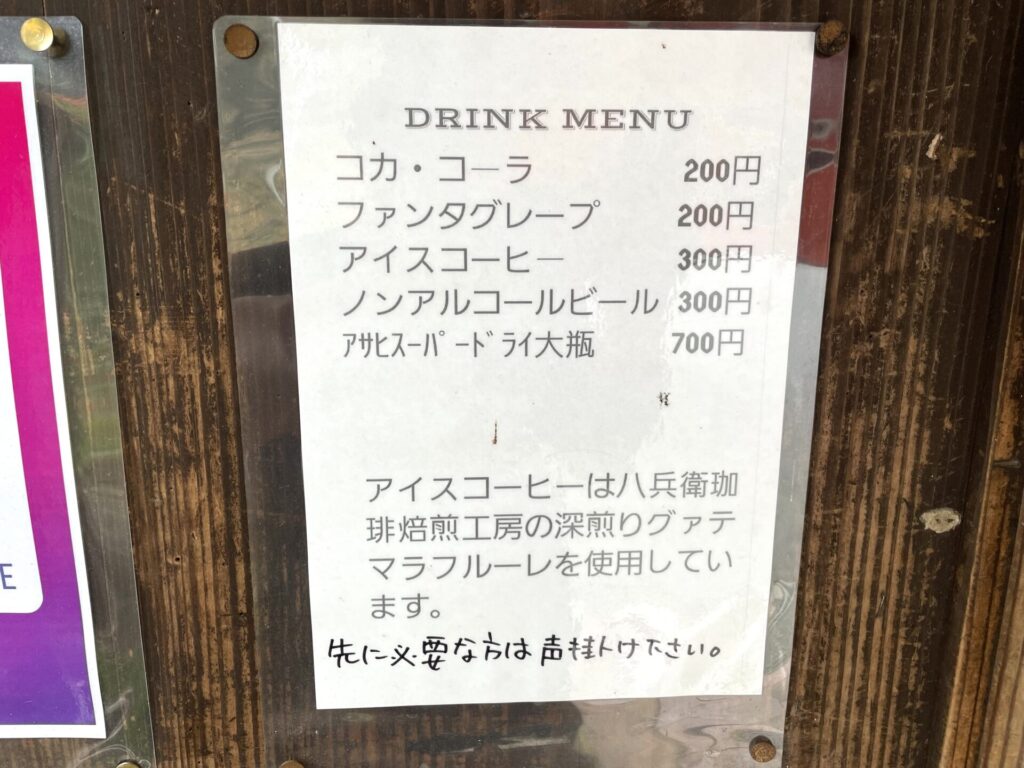 DRINK MENU
コカ・コーラ 200円
ファンタグレープ 200円
アイスコーヒー 300円
ノンアルコールビール 300円
ｱｻﾋｽｰﾊﾟｰﾄﾞﾗｲ大瓶 700円
アイスコーヒーは八兵衛珈
琲焙煎工房の深煎りグァテ
マラフルーレを使用してい
ます。
先に必要な方は声掛け下さい。
E